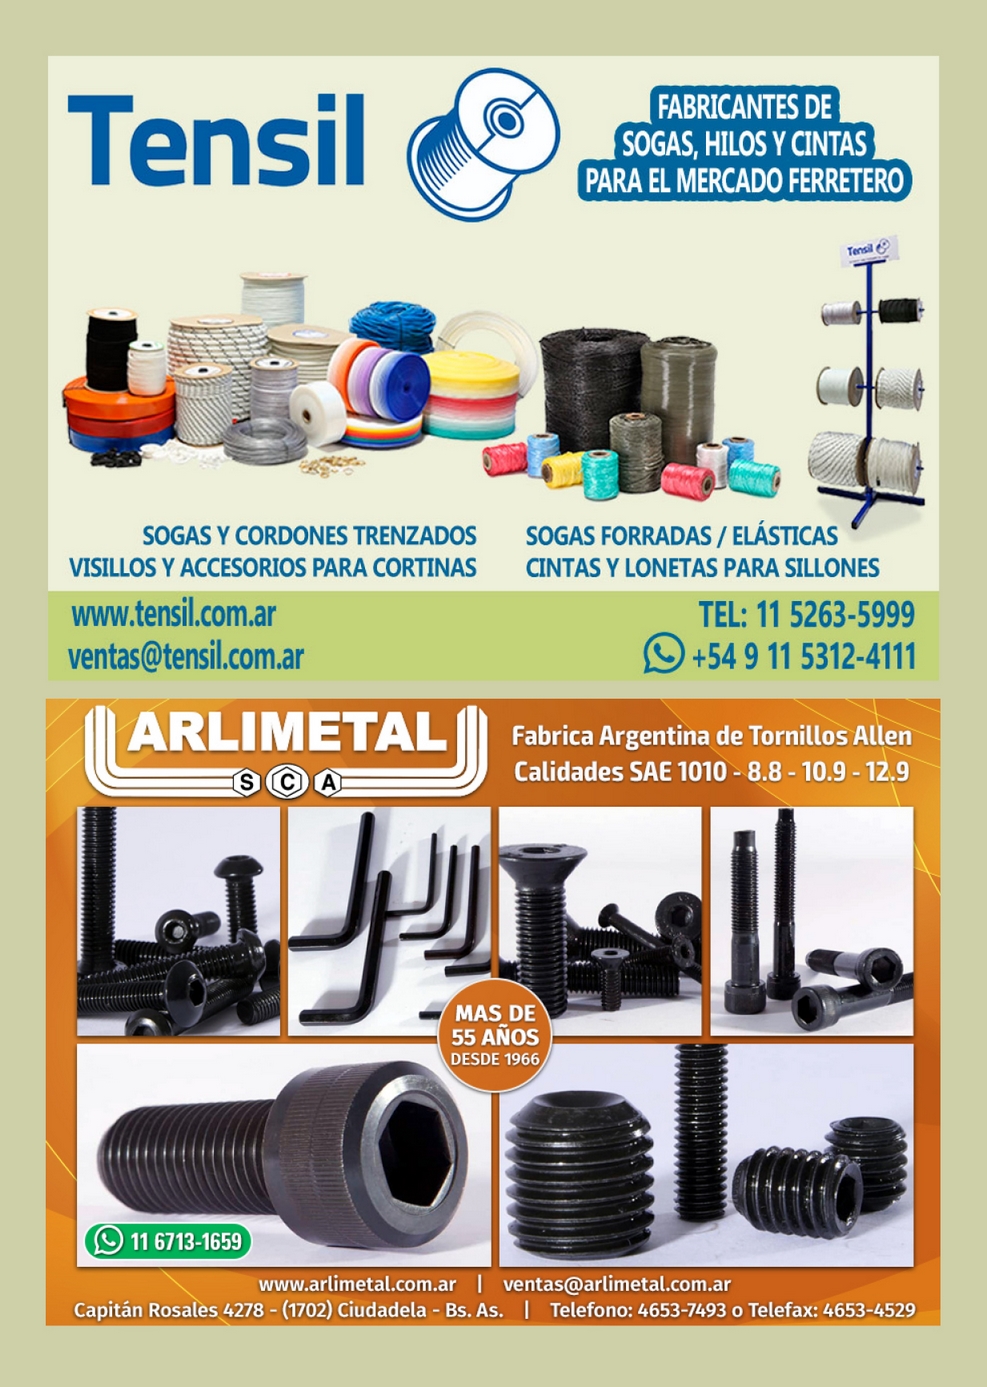 Tensil
FABRICANTES DE
SOGAS, HILOS Y CINTAS
PARA EL MERCADO FERRETERO
Tensil
SOGAS Y CORDONES TRENZADOS
VISILLOS Y ACCESORIOS PARA CORTINAS
SOGAS FORRADAS / ELÁSTICAS
CINTAS Y LONETAS PARA SILLONES
www.tensil.com.ar
ventas@tensil.com.ar
TEL: 11 5263-5999
+54 9 11 5312-4111
ARLIMETAL
S C A
Fabrica Argentina de Tornillos Allen
Calidades SAE 1010 - 8.8 - 10.9 - 12.9
MAS DE
55 AÑOS
DESDE 1966
11 6713-1659
www.arlimetal.com.ar | ventas@arlimetal.com.ar
Capitán Rosales 4278 - (1702) Ciudadela - Bs. As. | Telefono: 4653-7493 o Telefax: 4653-4529